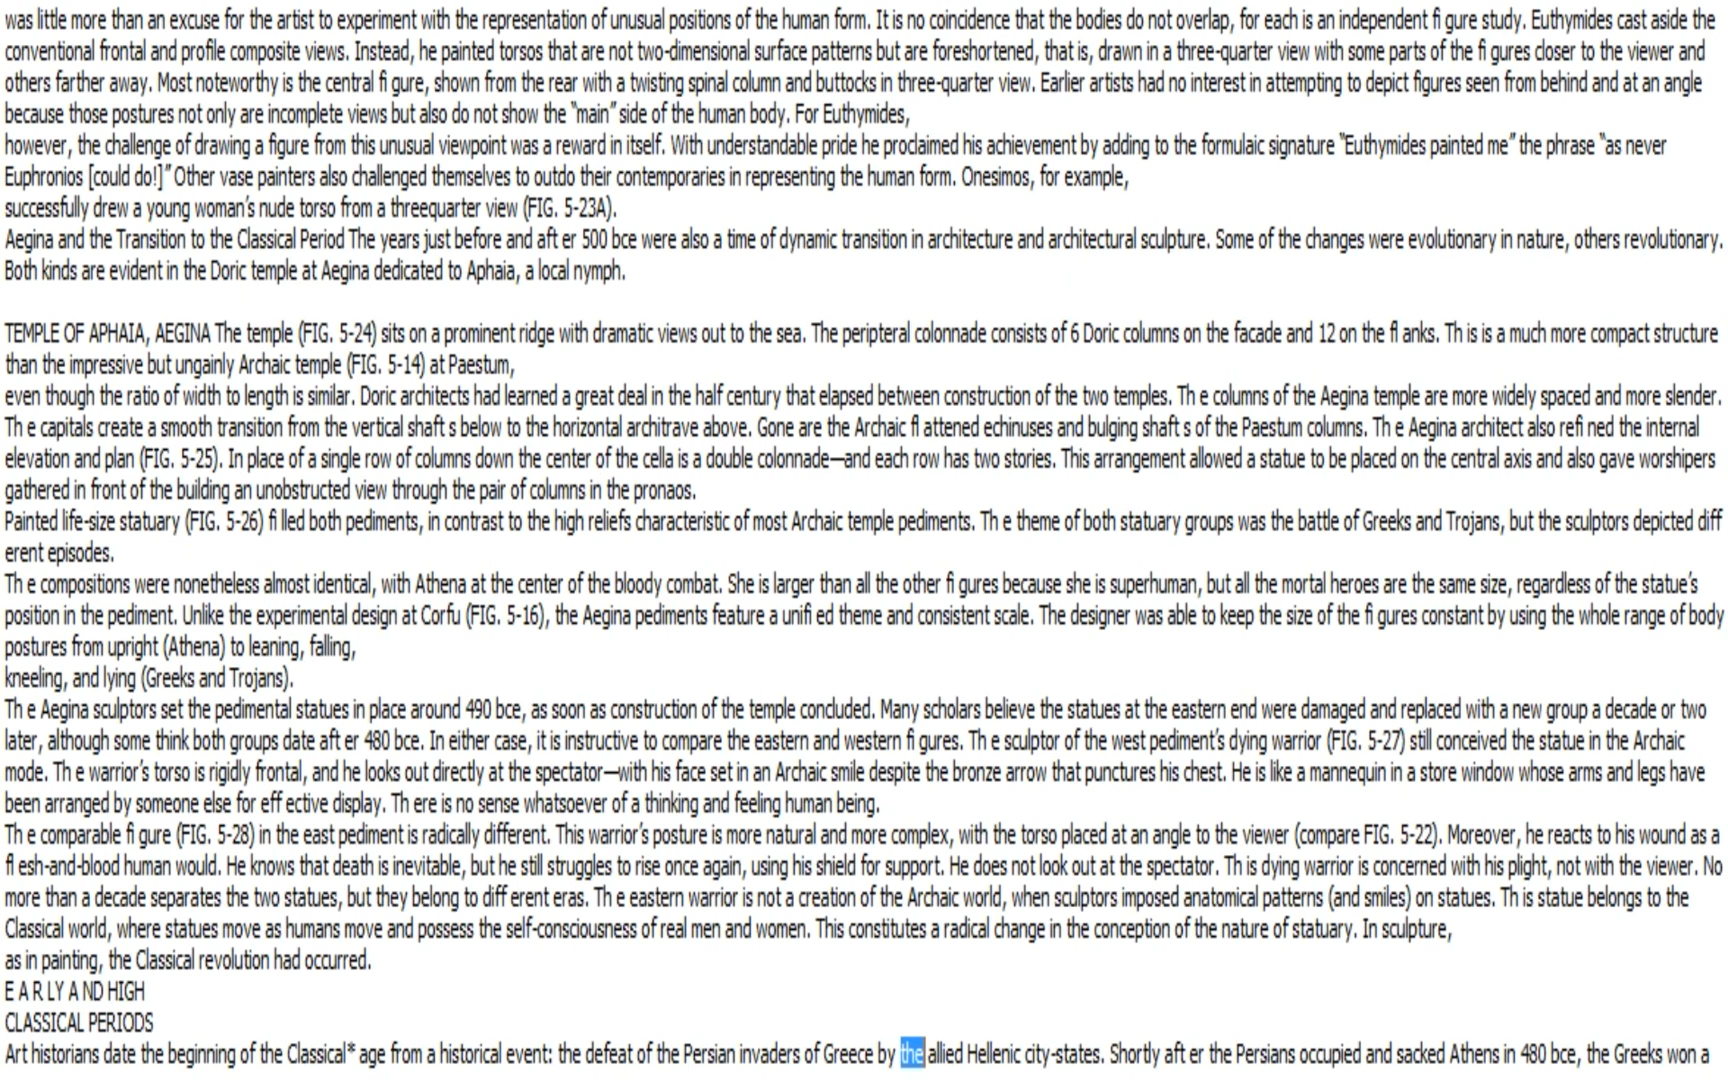 was little more than an excuse for the artist to experiment with the representation of unusual positions of the human form. It is no coincidence that the bodies do not overlap, for each is an independent fi gure study. Euthymides cast aside the
conventional frontal and profile composite views. Instead, he painted torsos that are not two-dimensional surface patterns but are foreshortened, that is, drawn in a three-quarter view with some parts of the fi gures closer to the viewer and
others farther away. Most noteworthy is the central fi gure, shown from the rear with a twisting spinal column and buttocks in three-quarter view. Earlier artists had no interest in attempting to depict figures seen from behind and at an angle
because those postures not only are incomplete views but also do not show the “main” side of the human body. For Euthymides,
however, the challenge of drawing a figure from this unusual viewpoint was a reward in itself. With understandable pride he proclaimed his achievement by adding to the formulaic signature “Euthymides painted me” the phrase “as never
Euphronios [could do!]” Other vase painters also challenged themselves to outdo their contemporaries in representing the human form. Onesimos, for example,
successfully drew a young woman’s nude torso from a threequarter view (FIG. 5-23A).
Aegina and the Transition to the Classical Period The years just before and aft er 500 bce were also a time of dynamic transition in architecture and architectural sculpture. Some of the changes were evolutionary in nature, others revolutionary.
Both kinds are evident in the Doric temple at Aegina dedicated to Aphaia, a local nymph.
TEMPLE OF APHAIA, AEGINA The temple (FIG. 5-24) sits on a prominent ridge with dramatic views out to the sea. The peripteral colonnade consists of 6 Doric columns on the facade and 12 on the fl anks. Th is is a much more compact structure
than the impressive but ungainly Archaic temple (FIG. 5-14) at Paestum,
even though the ratio of width to length is similar. Doric architects had learned a great deal in the half century that elapsed between construction of the two temples. Th e columns of the Aegina temple are more widely spaced and more slender.
Th e capitals create a smooth transition from the vertical shaft s below to the horizontal architrave above. Gone are the Archaic fl attened echinuses and bulging shaft s of the Paestum columns. Th e Aegina architect also refi ned the internal
elevation and plan (FIG. 5-25). In place of a single row of columns down the center of the cella is a double colonnade—and each row has two stories. This arrangement allowed a statue to be placed on the central axis and also gave worshipers
gathered in front of the building an unobstructed view through the pair of columns in the pronaos.
Painted life-size statuary (FIG. 5-26) fi lled both pediments, in contrast to the high reliefs characteristic of most Archaic temple pediments. Th e theme of both statuary groups was the battle of Greeks and Trojans, but the sculptors depicted diff
erent episodes.
Th e compositions were nonetheless almost identical, with Athena at the center of the bloody combat. She is larger than all the other fi gures because she is superhuman, but all the mortal heroes are the same size, regardless of the statue’s
position in the pediment. Unlike the experimental design at Corfu (FIG. 5-16), the Aegina pediments feature a unifi ed theme and consistent scale. The designer was able to keep the size of the fi gures constant by using the whole range of body
postures from upright (Athena) to leaning, falling,
kneeling, and lying (Greeks and Trojans).
Th e Aegina sculptors set the pedimental statues in place around 490 bce, as soon as construction of the temple concluded. Many scholars believe the statues at the eastern end were damaged and replaced with a new group a decade or two
later, although some think both groups date aft er 480 bce. In either case, it is instructive to compare the eastern and western fi gures. Th e sculptor of the west pediment’s dying warrior (FIG. 5-27) still conceived the statue in the Archaic
mode. Th e warrior’s torso is rigidly frontal, and he looks out directly at the spectator—with his face set in an Archaic smile despite the bronze arrow that punctures his chest. He is like a mannequin in a store window whose arms and legs have
been arranged by someone else for eff ective display. Th ere is no sense whatsoever of a thinking and feeling human being.
Th e comparable fi gure (FIG. 5-28) in the east pediment is radically different. This warrior’s posture is more natural and more complex, with the torso placed at an angle to the viewer (compare FIG. 5-22). Moreover, he reacts to his wound as a
fl esh-and-blood human would. He knows that death is inevitable, but he still struggles to rise once again, using his shield for support. He does not look out at the spectator. Th is dying warrior is concerned with his plight, not with the viewer. No
more than a decade separates the two statues, but they belong to diff erent eras. Th e eastern warrior is not a creation of the Archaic world, when sculptors imposed anatomical patterns (and smiles) on statues. Th is statue belongs to the
Classical world, where statues move as humans move and possess the self-consciousness of real men and women. This constitutes a radical change in the conception of the nature of statuary. In sculpture,
as in painting, the Classical revolution had occurred.
E A R LY A ND HIGH
CLASSICAL PERIODS
Art historians date the beginning of the Classical* age from a historical event: the defeat of the Persian invaders of Greece by the allied Hellenic city-states. Shortly aft er the Persians occupied and sacked Athens in 480 bce, the Greeks won a